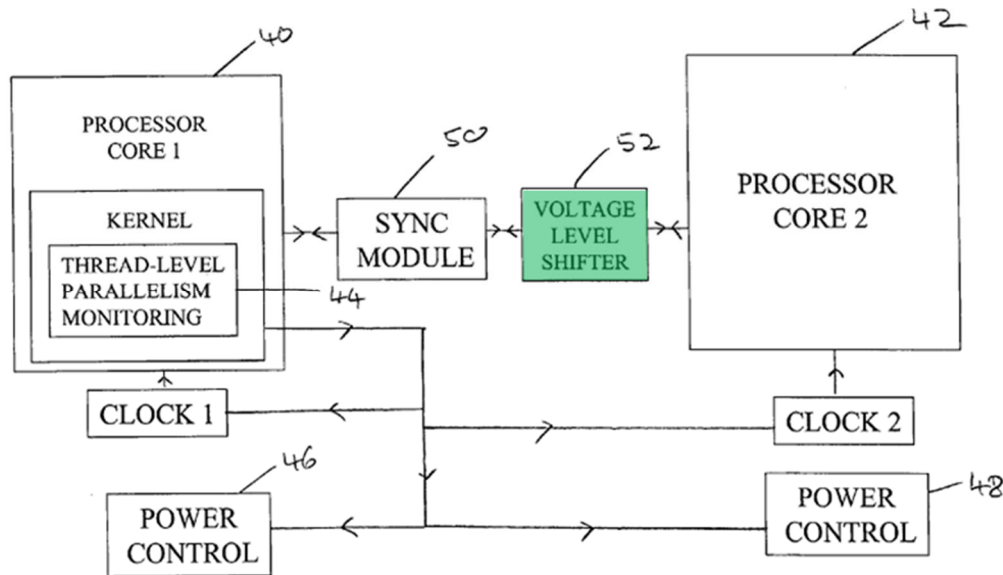 40
42
PROCESSOR
CORE 1
50
52
KERNEL
THREAD-LEVEL
PARALLELISM
MONITORING
44
SYNC
MODULE
VOLTAGE
LEVEL
SHIFTER
PROCESSOR
CORE 2
CLOCK 1
CLOCK 2
46
48
POWER
CONTROL
POWER
CONTROL